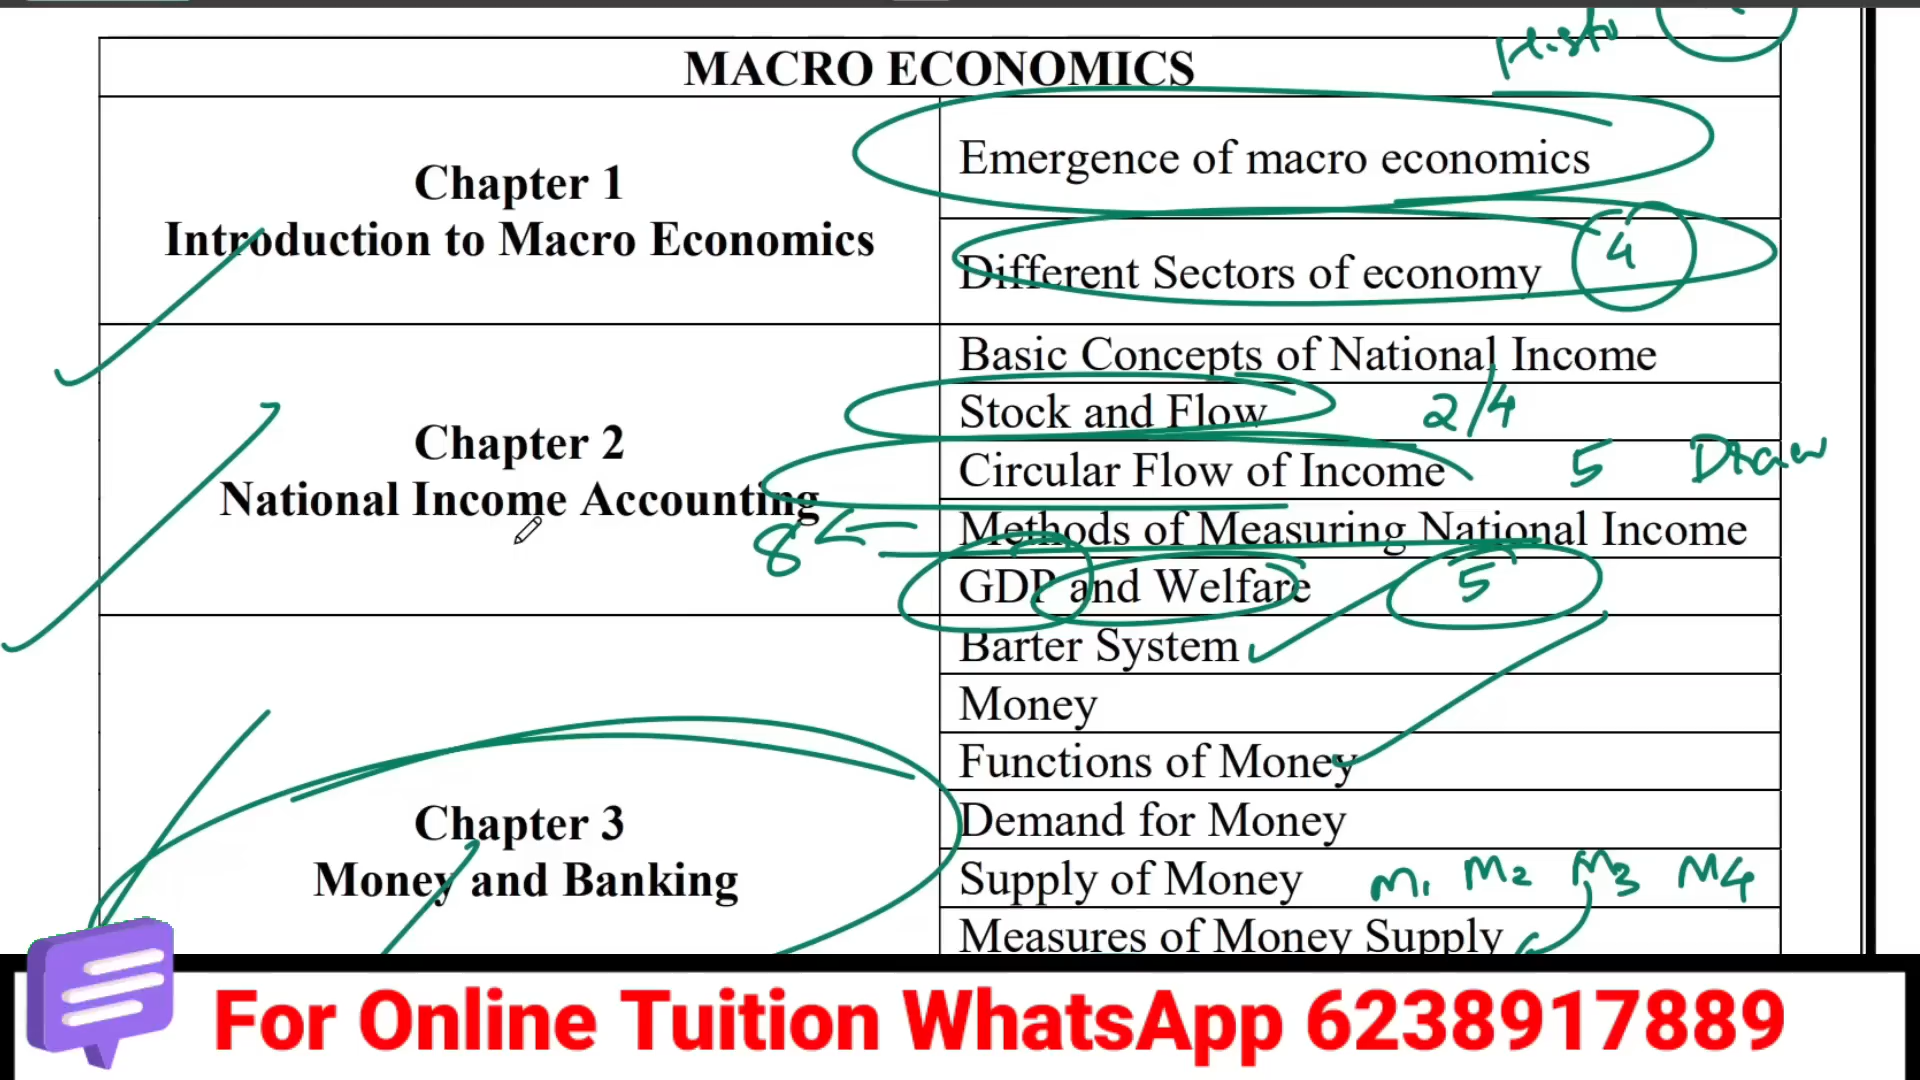 MACRO ECONOMICS
Chapter 1
Introduction to Macro Economics
Emergence of macro economics
Different Sectors of economy 4
Chapter 2
National Income Accounting
Basic Concepts of National Income
Stock and Flow 2/4
Circular Flow of Income 5 Draw
8 Methods of Measuring National Income
GDP and Welfare 5
Chapter 3
Money and Banking
Barter System
Money
Functions of Money
Demand for Money
Supply of Money M1 M2 M3 M4
Measures of Money Supply
For Online Tuition WhatsApp 6238917889